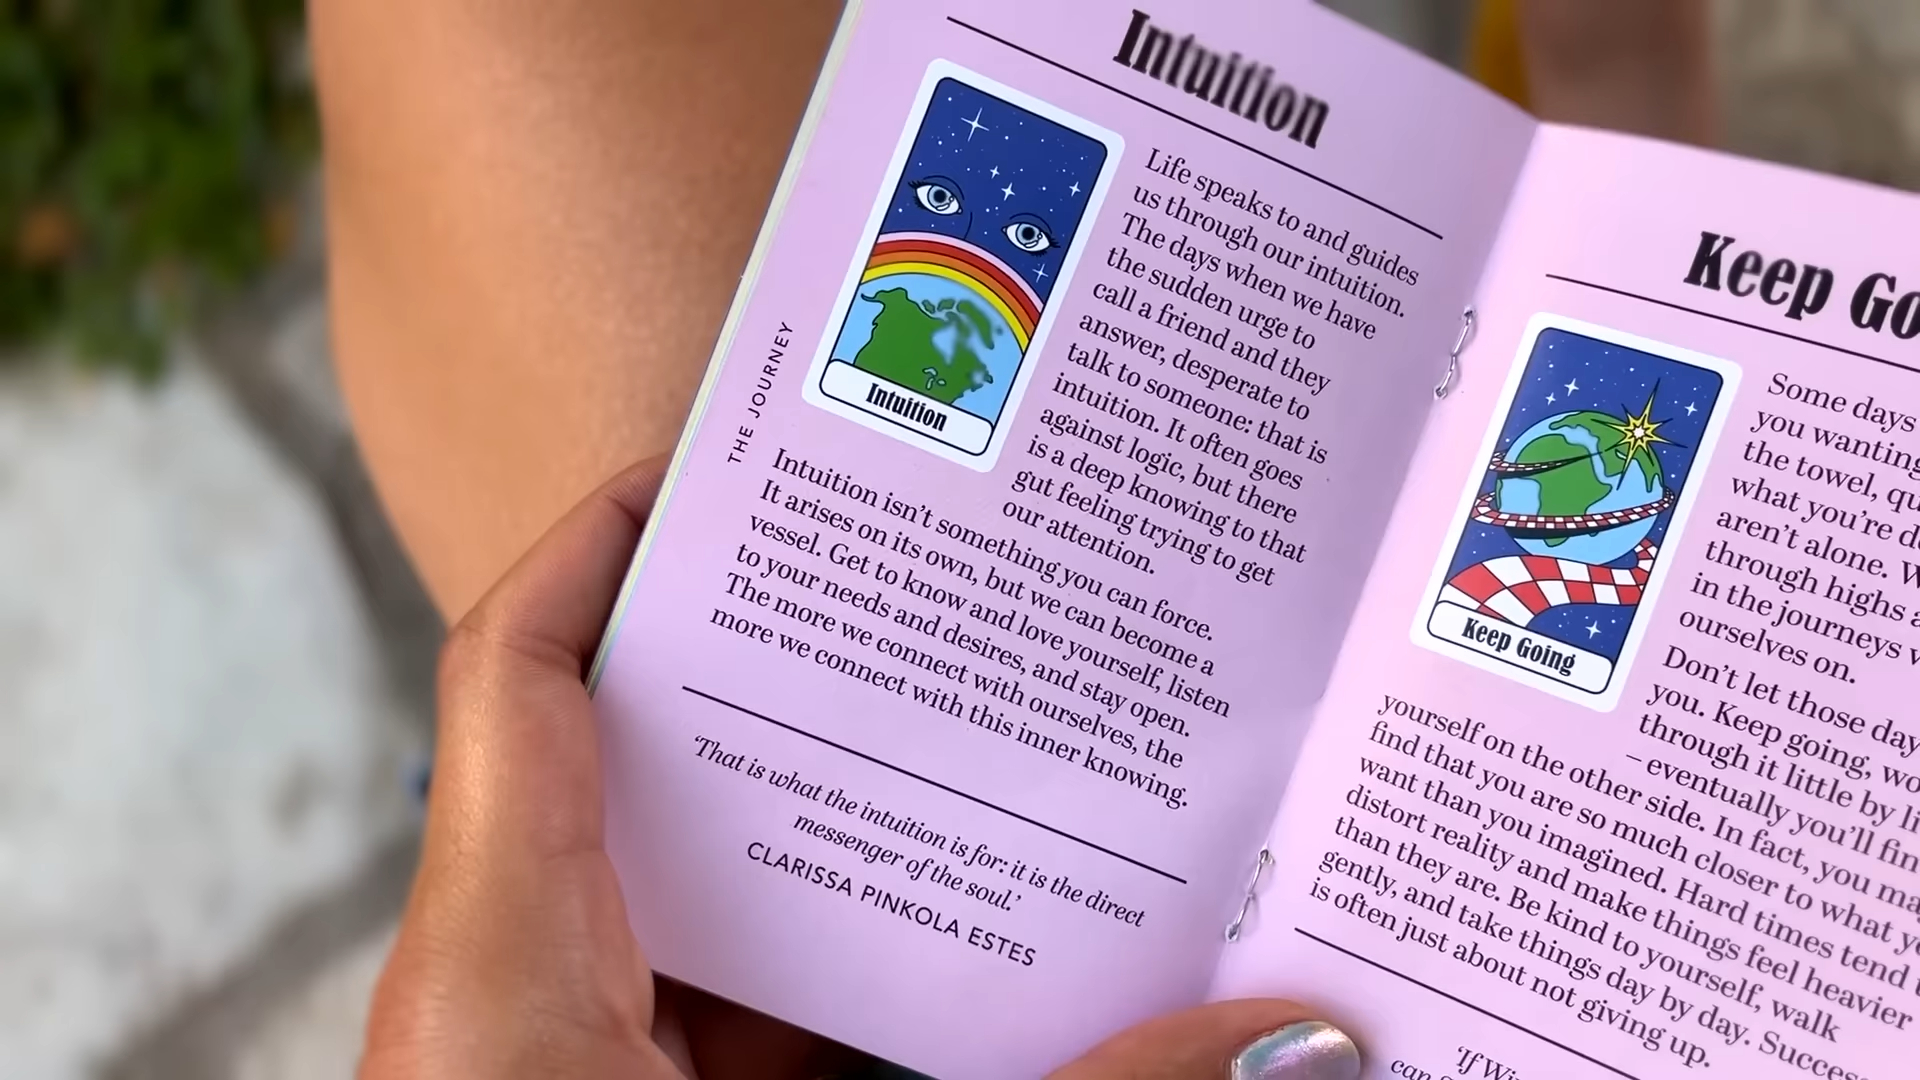 Intuition
Life speaks to and guides
us through our intuition.
The days when we have
the sudden urge to
call a friend and they
answer, desperate to
talk to someone: that is
intuition. It often goes
against logic, but there
is a deep knowing to that
gut feeling trying to get
our attention.
Intuition
THE JOURNEY
Intuition isn't something you can force.
It arises on its own, but we can become a
vessel. Get to know and love yourself, listen
to your needs and desires, and stay open.
The more we connect with ourselves, the
more we connect with this inner knowing.
'That is what the intuition is for: it is the direct
messenger of the soul.'
CLARISSA PINKOLA ESTES
Keep Go
Some days
you wanting
the towel, qu
what you're d
aren't alone. W
through highs a
in the journeys
ourselves on.
Keep Going
Don't let those day
you. Keep going, wo
through it little by li
– eventually you'll fin
yourself on the other side. In fact, you ma
find that you are so much closer to what yo
want than you imagined. Hard times tend
distort reality and make things feel heavier
than they are. Be kind to yourself, walk
gently, and take things day by day. Succes
is often just about not giving up.
'If Wi
can